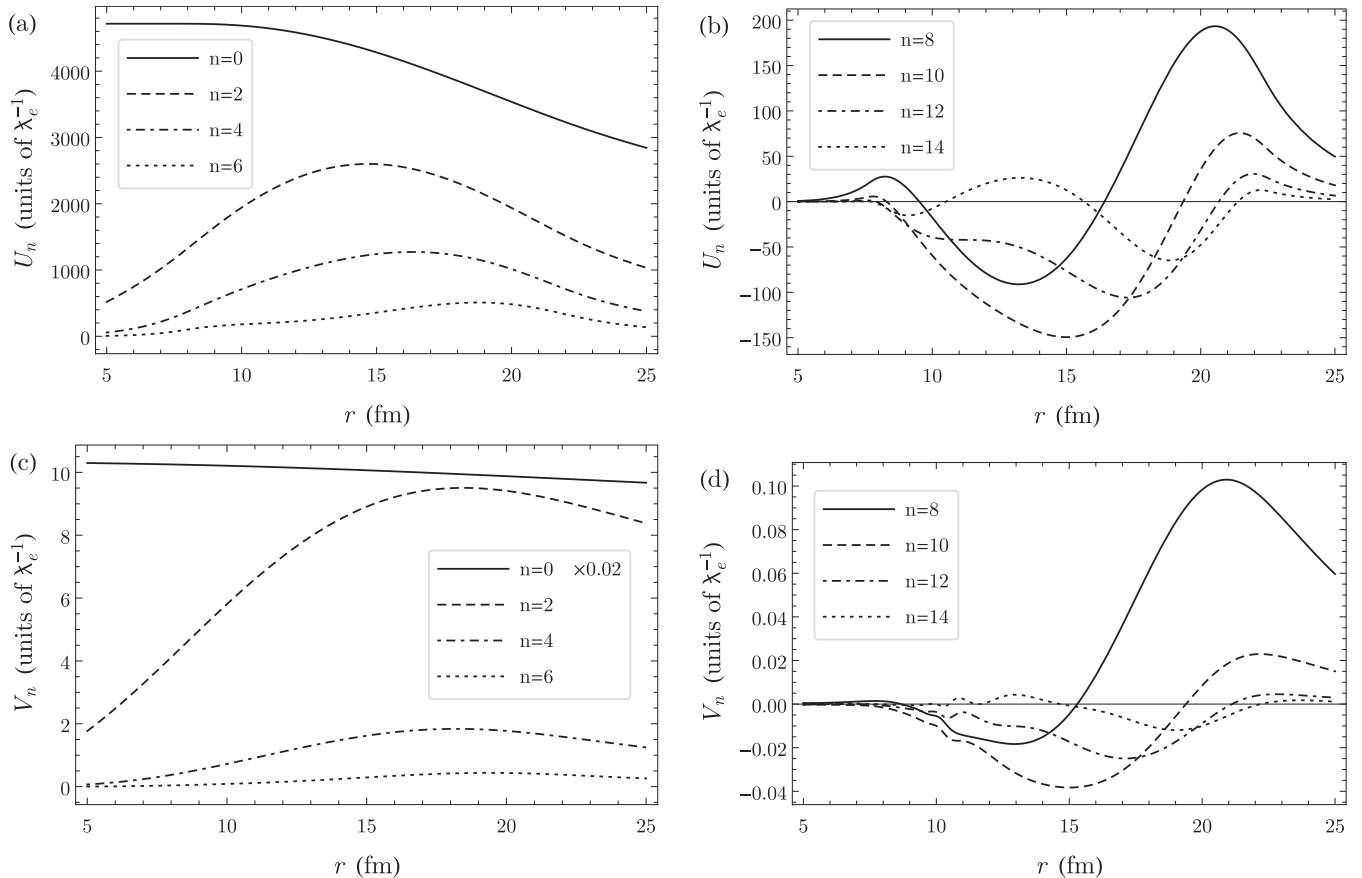 (a)
U_n (units of ƛ_e^{-1})
4000
3000
2000
1000
0
n=0
n=2
n=4
n=6
5 10 15 20 25
r (fm)
(b)
U_n (units of ƛ_e^{-1})
200
150
100
50
0
−50
−100
−150
n=8
n=10
n=12
n=14
5 10 15 20 25
r (fm)
(c)
V_n (units of ƛ_e^{-1})
10
8
6
4
2
0
n=0 ×0.02
n=2
n=4
n=6
5 10 15 20 25
r (fm)
(d)
V_n (units of ƛ_e^{-1})
0.10
0.08
0.06
0.04
0.02
0.00
−0.02
−0.04
n=8
n=10
n=12
n=14
5 10 15 20 25
r (fm)